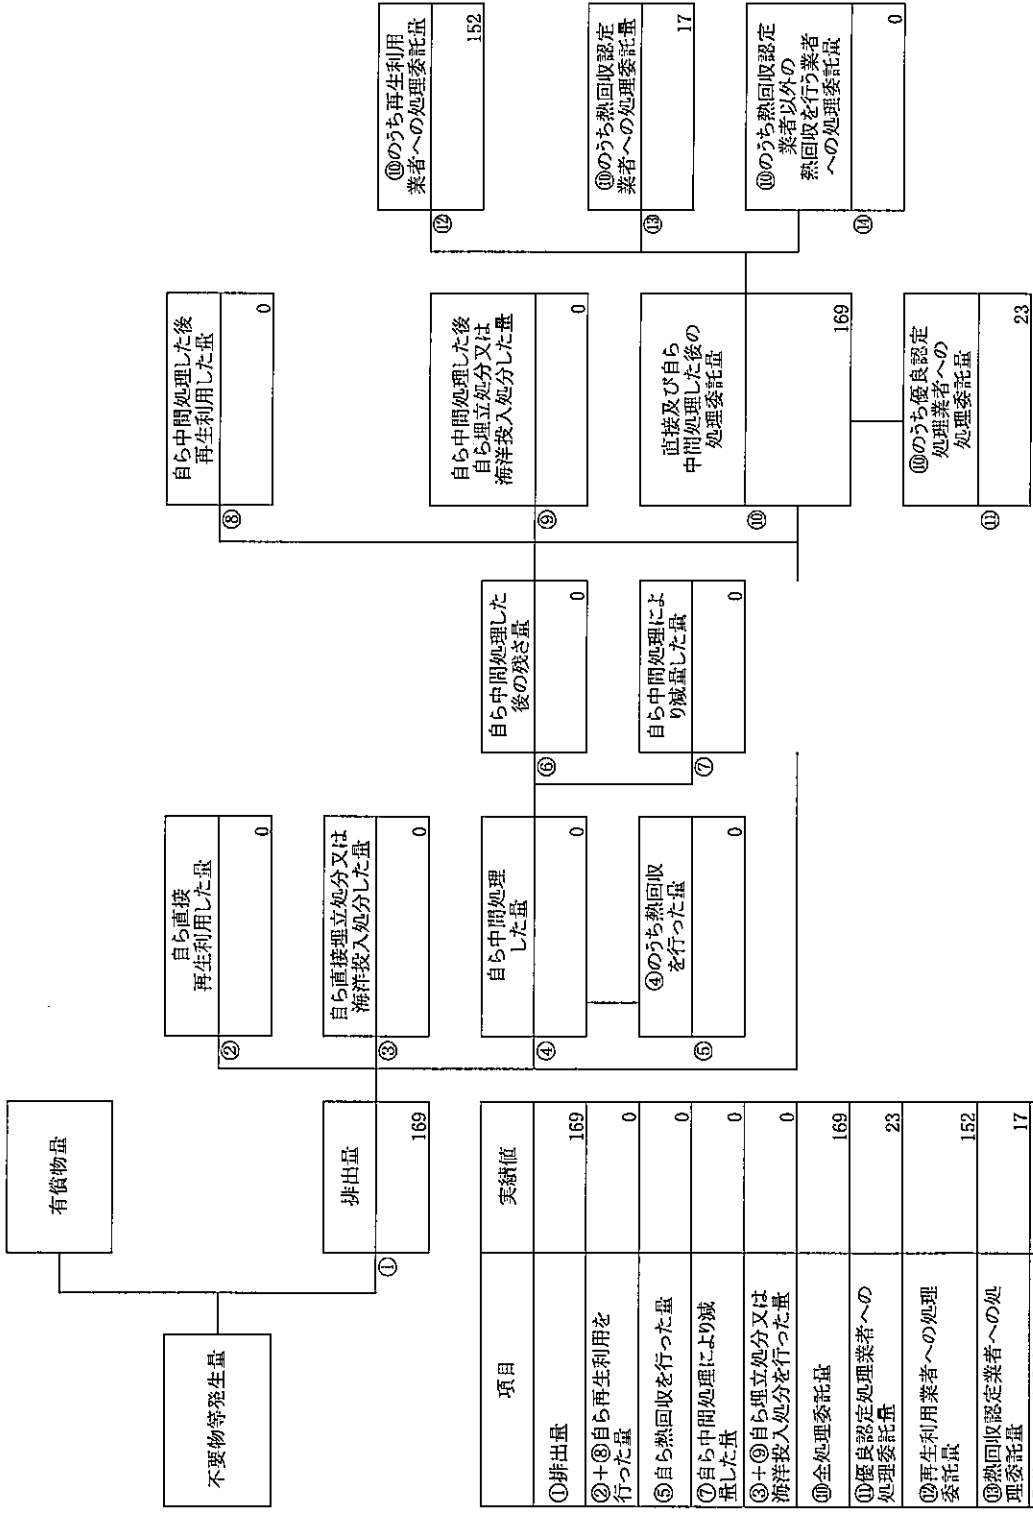 不要物等発生量
有償物量
排出量
①
169
②
自ら直接
再生利用した量
0
③
自ら直接埋立処分又は
海洋投入処分した量
0
④
自ら中間処理
した量
0
⑤
④のうち熱回収
を行った量
0
⑥
自ら中間処理した
後の残さ量
0
⑦
自ら中間処理によ
り減量した量
0
⑧
自ら中間処理した後
再生利用した量
0
⑨
自ら中間処理した後
自ら埋立処分又は
海洋投入処分した量
0
⑩
直接及び自ら
中間処理した後の
処理委託量
169
⑪
⑩のうち優良認定
処理業者への
処理委託量
23
⑫
⑩のうち再生利用
業者への処理委託量
152
⑬
⑩のうち熱回収認定
業者への処理委託量
17
⑭
⑩のうち熱回収認定
業者以外の
熱回収を行う業者
への処理委託量
0
項目
実績値
①排出量
169
②+⑧自ら再生利用を
行った量
0
⑤自ら熱回収を行った量
0
⑦自ら中間処理により減
量した量
0
③+⑨自ら埋立処分又は
海洋投入処分を行った量
0
⑩全処理委託量
169
⑪優良認定処理業者への
処理委託量
23
⑫再生利用業者への処理
委託量
152
⑬熱回収認定業者への処
理委託量
17